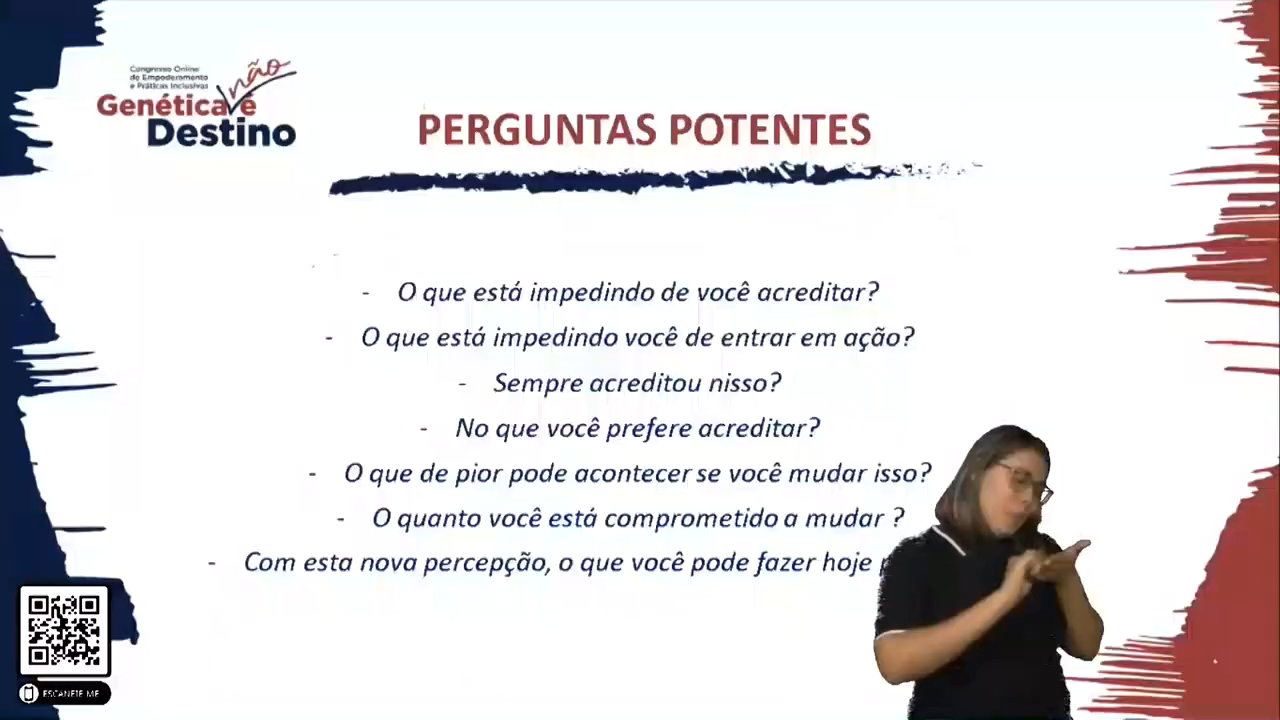 Congresso Online
de Empoderamento
e Práticas Inclusivas
não
Genética é
Destino
PERGUNTAS POTENTES
- O que está impedindo de você acreditar?
- O que está impedindo você de entrar em ação?
- Sempre acreditou nisso?
- No que você prefere acreditar?
- O que de pior pode acontecer se você mudar isso?
- O quanto você está comprometido a mudar ?
- Com esta nova percepção, o que você pode fazer hoje
ESCANEIE ME